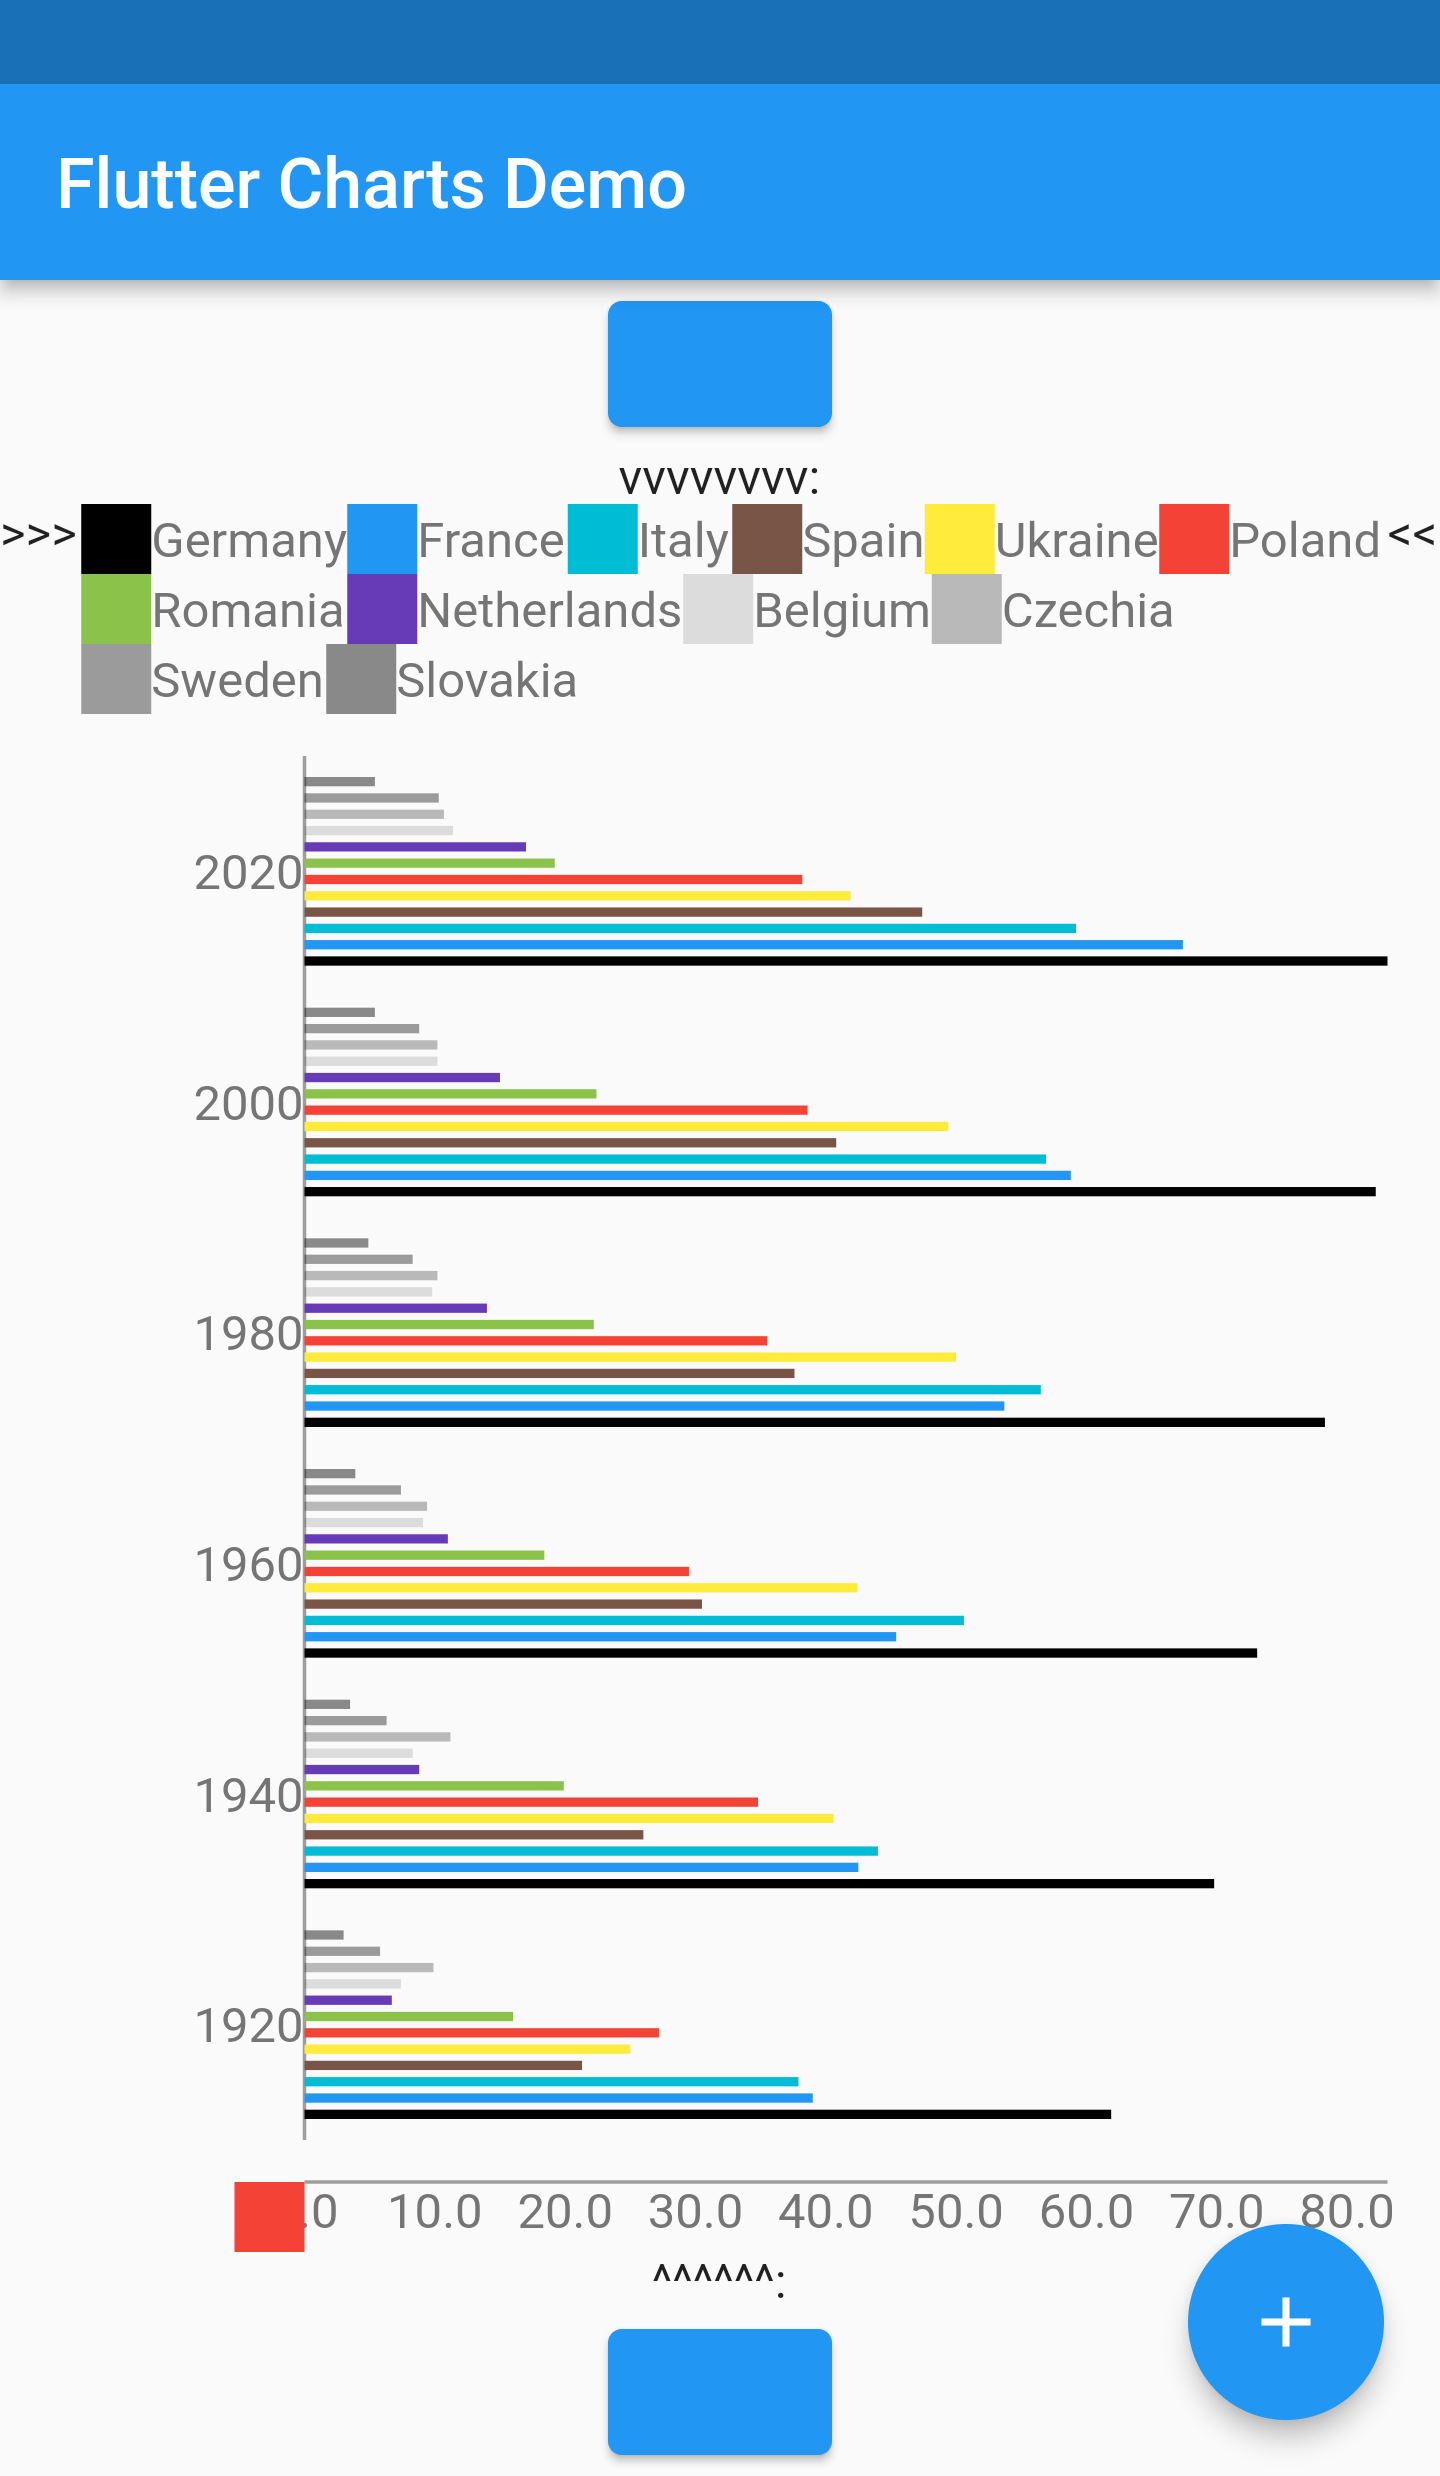 Flutter Charts Demo
vvvvvvvv:
>>> Germany France Italy Spain Ukraine Poland <<
Romania Netherlands Belgium Czechia
Sweden Slovakia
2020
2000
1980
1960
1940
1920
.0 10.0 20.0 30.0 40.0 50.0 60.0 70.0 80.0
^^^^^^:
+